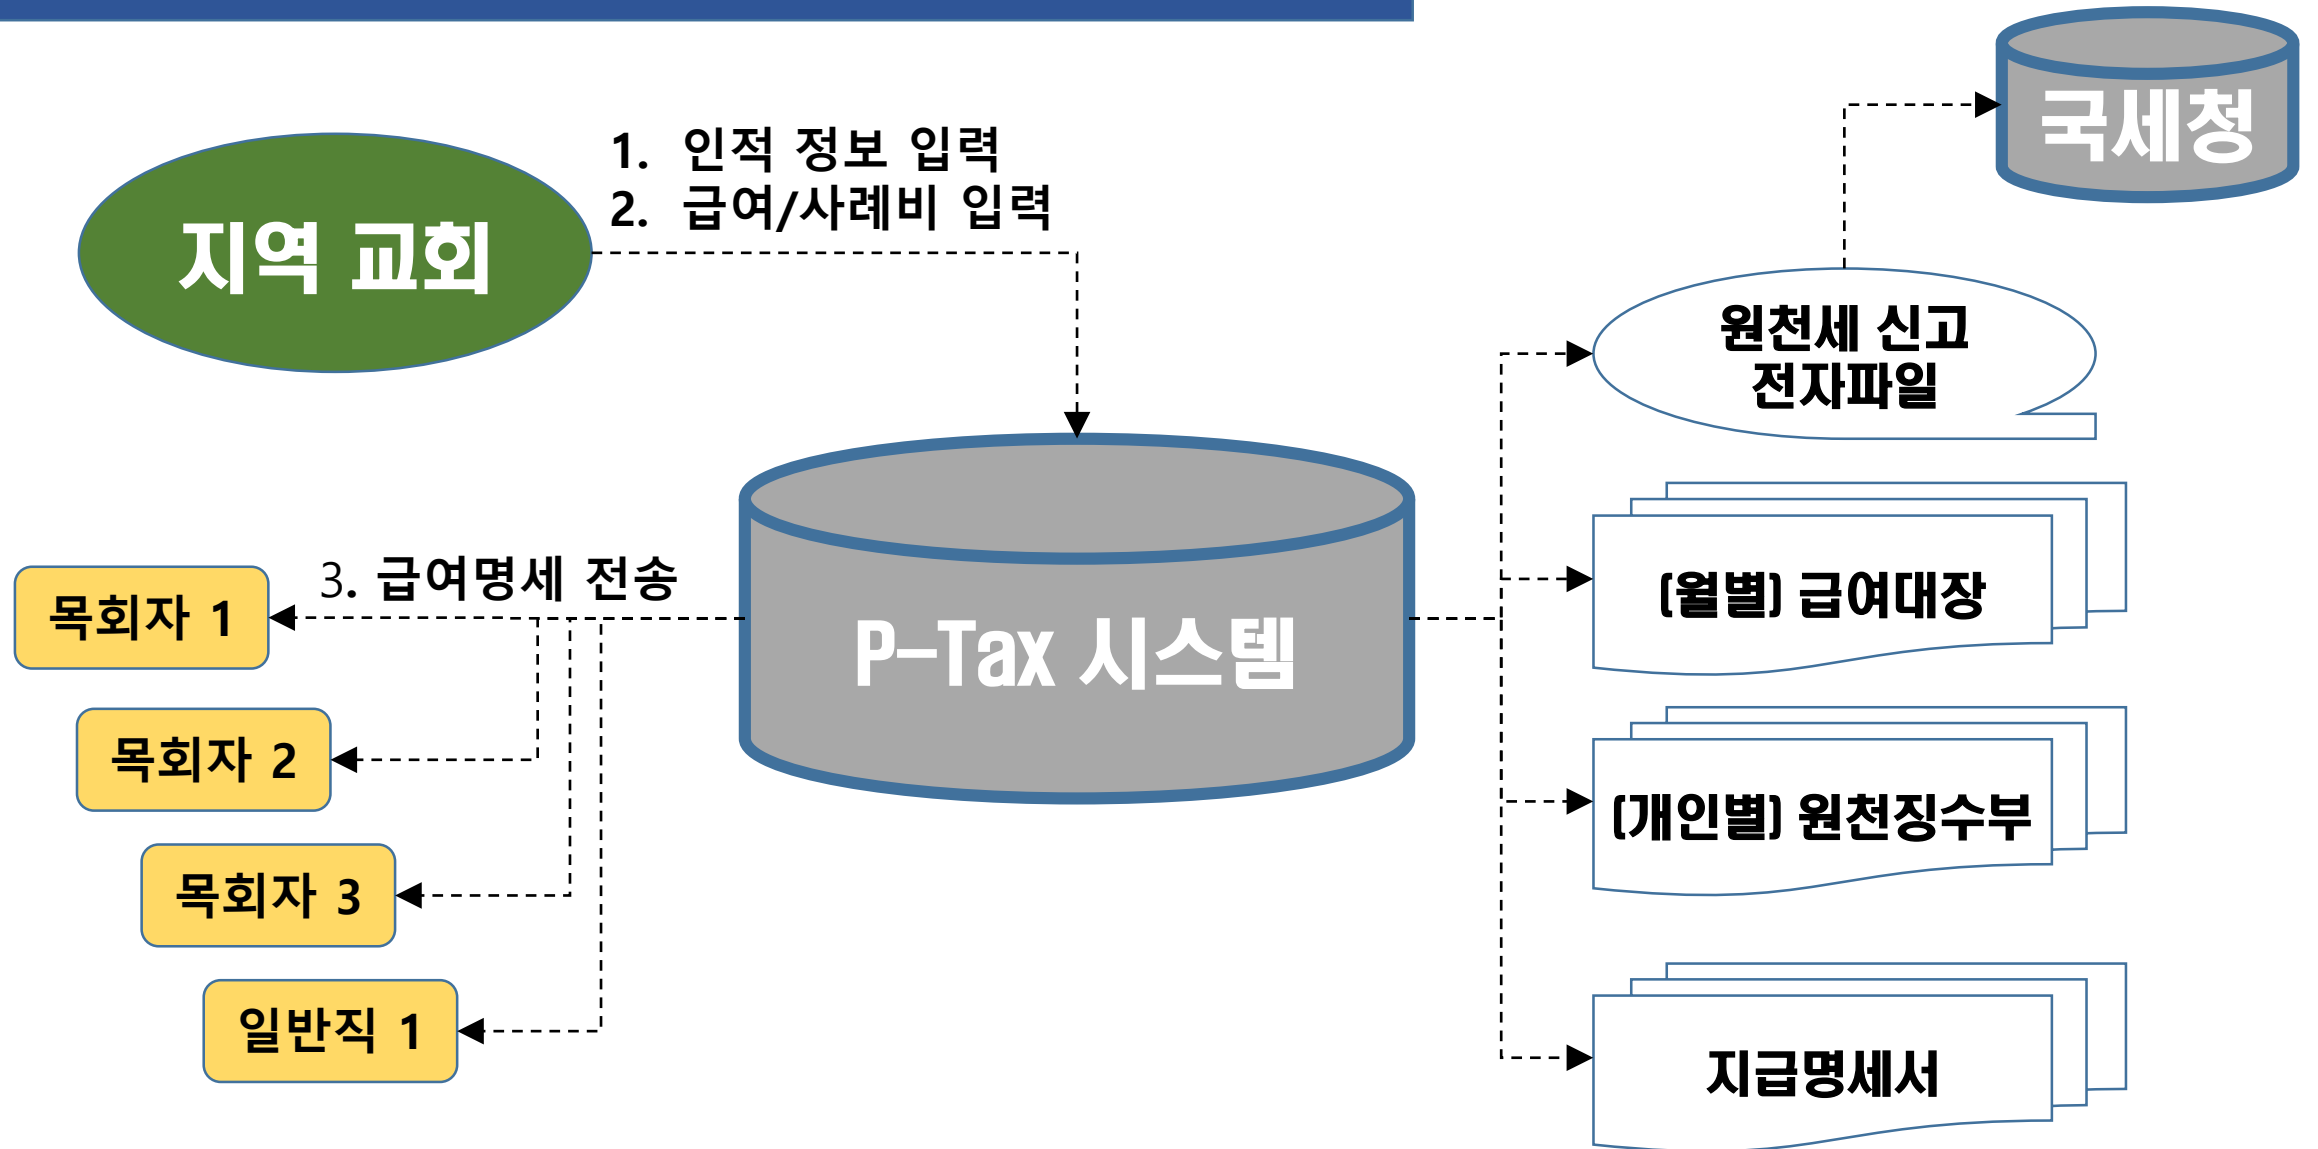 국세청
1. 인적 정보 입력
2. 급여/사례비 입력
지역 교회
원천세 신고
전자파일
3. 급여명세 전송
목회자 1
P-Tax 시스템
(월별) 급여대장
목회자 2
(개인별) 원천징수부
목회자 3
일반직 1
지급명세서